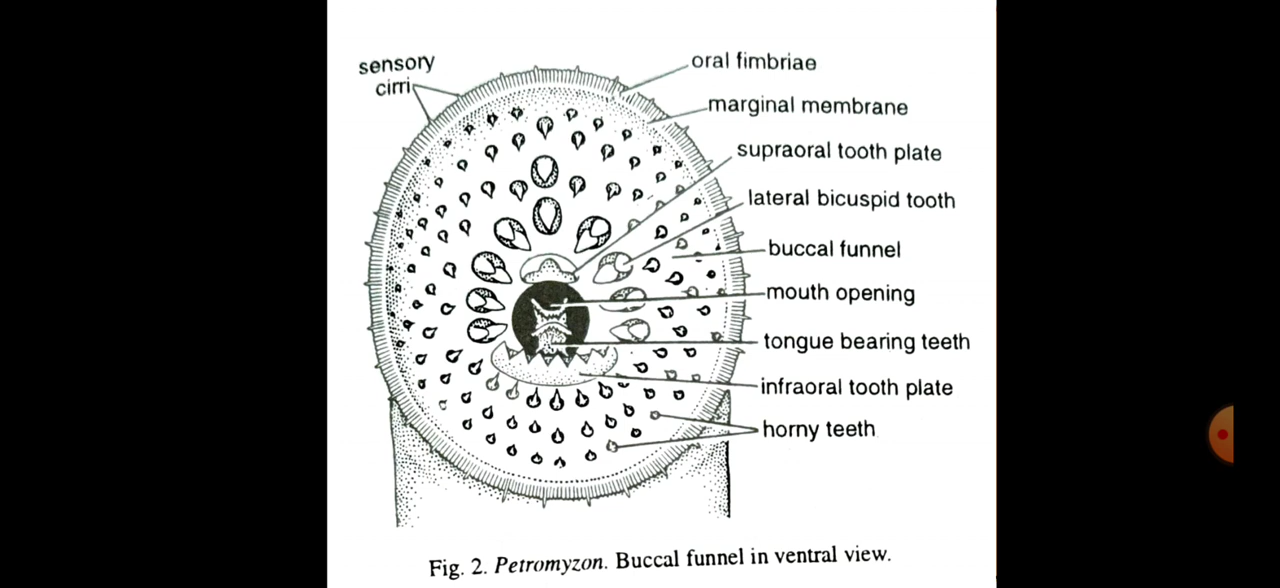 sensory
cirri
oral fimbriae
marginal membrane
supraoral tooth plate
lateral bicuspid tooth
buccal funnel
mouth opening
tongue bearing teeth
infraoral tooth plate
horny teeth
Fig. 2. Petromyzon. Buccal funnel in ventral view.